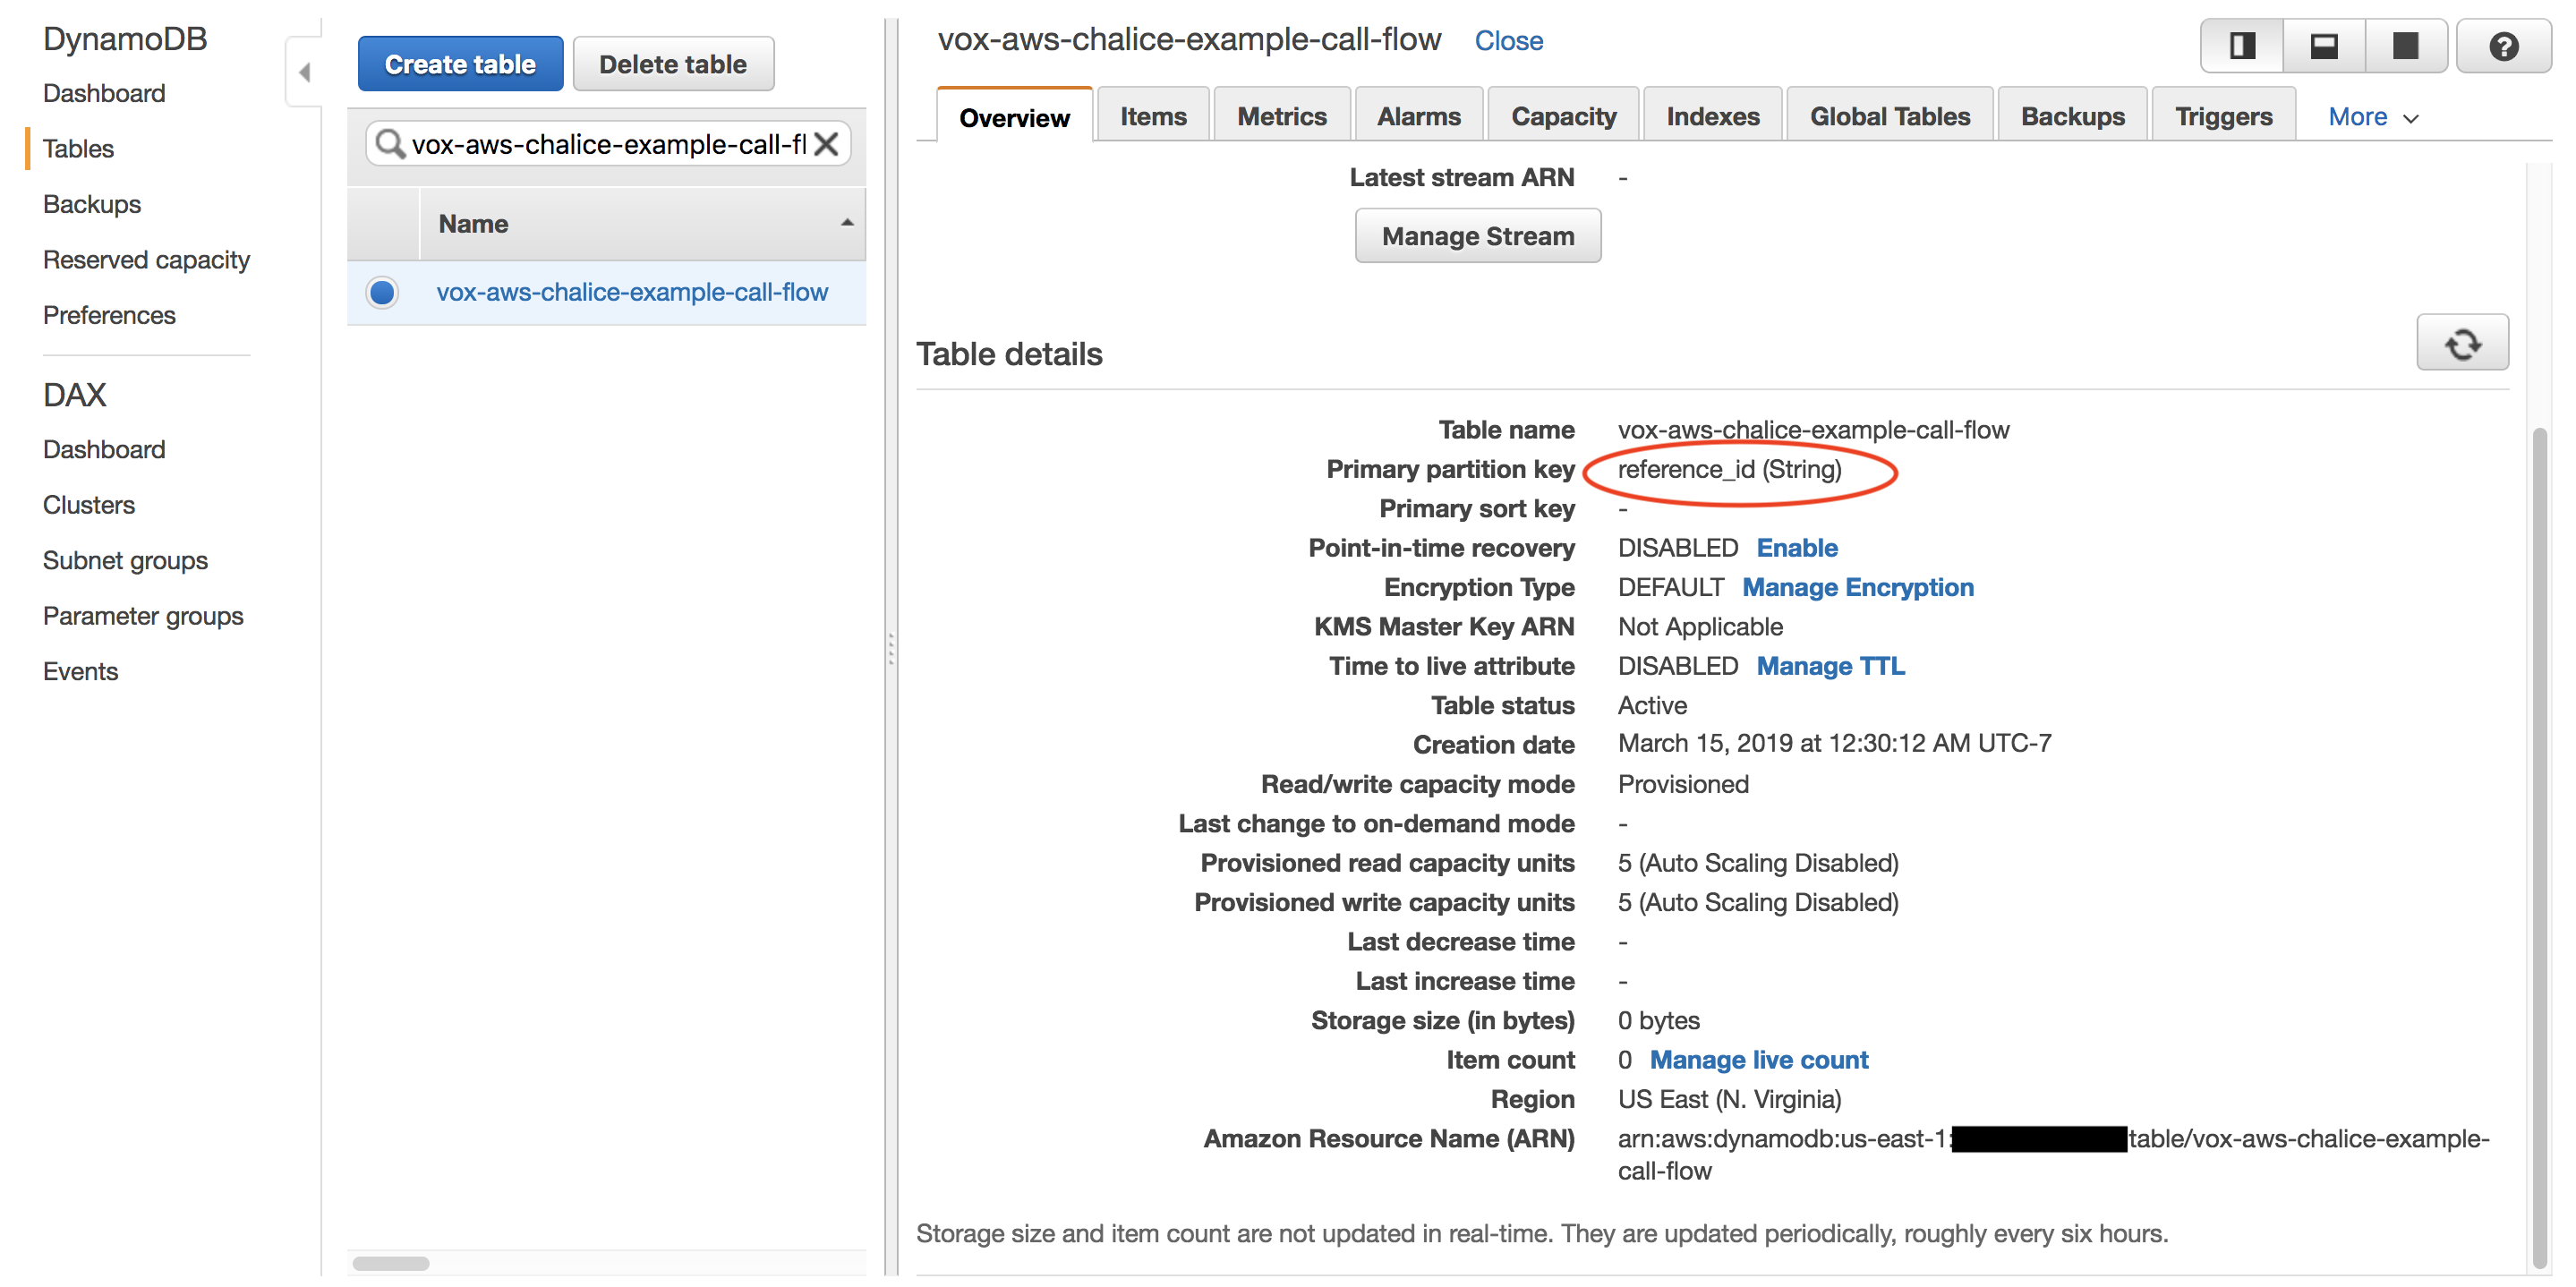 DynamoDB
Dashboard
Tables
Backups
Reserved capacity
Preferences
DAX
Dashboard
Clusters
Subnet groups
Parameter groups
Events
Create table
Delete table
vox-aws-chalice-example-call-fl
Name
vox-aws-chalice-example-call-flow
vox-aws-chalice-example-call-flow Close
Overview Items Metrics Alarms Capacity Indexes Global Tables Backups Triggers More
Latest stream ARN -
Manage Stream
Table details
Table name vox-aws-chalice-example-call-flow
Primary partition key reference_id (String)
Primary sort key -
Point-in-time recovery DISABLED Enable
Encryption Type DEFAULT Manage Encryption
KMS Master Key ARN Not Applicable
Time to live attribute DISABLED Manage TTL
Table status Active
Creation date March 15, 2019 at 12:30:12 AM UTC-7
Read/write capacity mode Provisioned
Last change to on-demand mode -
Provisioned read capacity units 5 (Auto Scaling Disabled)
Provisioned write capacity units 5 (Auto Scaling Disabled)
Last decrease time -
Last increase time -
Storage size (in bytes) 0 bytes
Item count 0 Manage live count
Region US East (N. Virginia)
Amazon Resource Name (ARN) arn:aws:dynamodb:us-east-1: table/vox-aws-chalice-example-
call-flow
Storage size and item count are not updated in real-time. They are updated periodically, roughly every six hours.